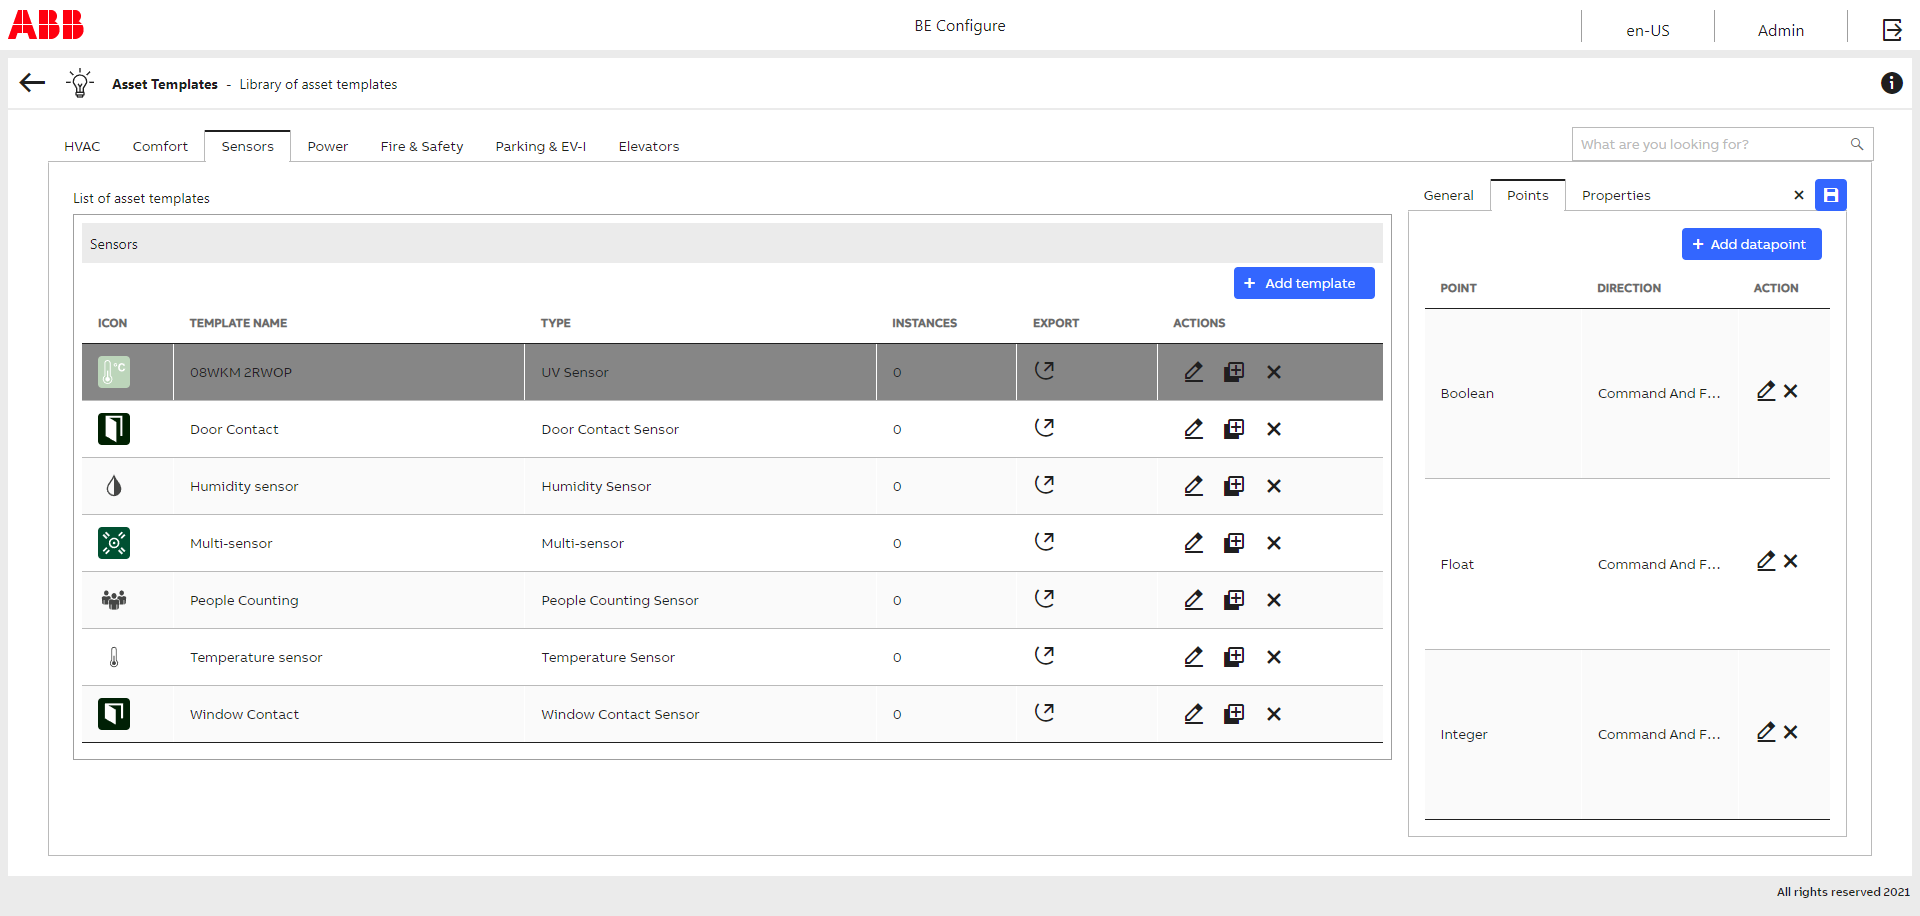 ABB
BE Configure
en-US
Admin
Asset Templates - Library of asset templates
HVAC Comfort Sensors Power Fire & Safety Parking & EV-I Elevators
What are you looking for?
List of asset templates
Sensors
+ Add template
ICON TEMPLATE NAME TYPE INSTANCES EXPORT ACTIONS
°C 08WKM 2RWOP UV Sensor 0
Door Contact Door Contact Sensor 0
Humidity sensor Humidity Sensor 0
Multi-sensor Multi-sensor 0
People Counting People Counting Sensor 0
Temperature sensor Temperature Sensor 0
Window Contact Window Contact Sensor 0
General Points Properties
+ Add datapoint
POINT DIRECTION ACTION
Boolean Command And F...
Float Command And F...
Integer Command And F...
All rights reserved 2021